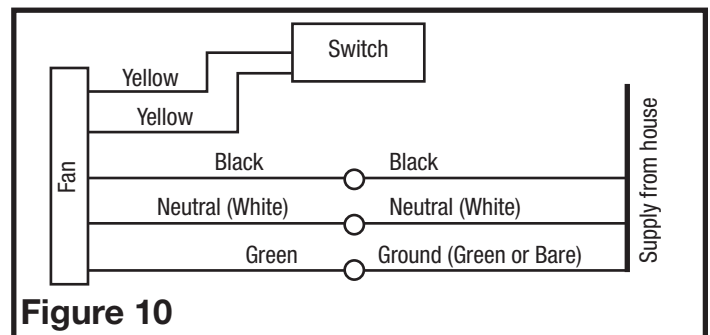 Switch
Yellow
Yellow
Black Black
Neutral (White) Neutral (White)
Green Ground (Green or Bare)
Fan
Supply from house
Figure 10